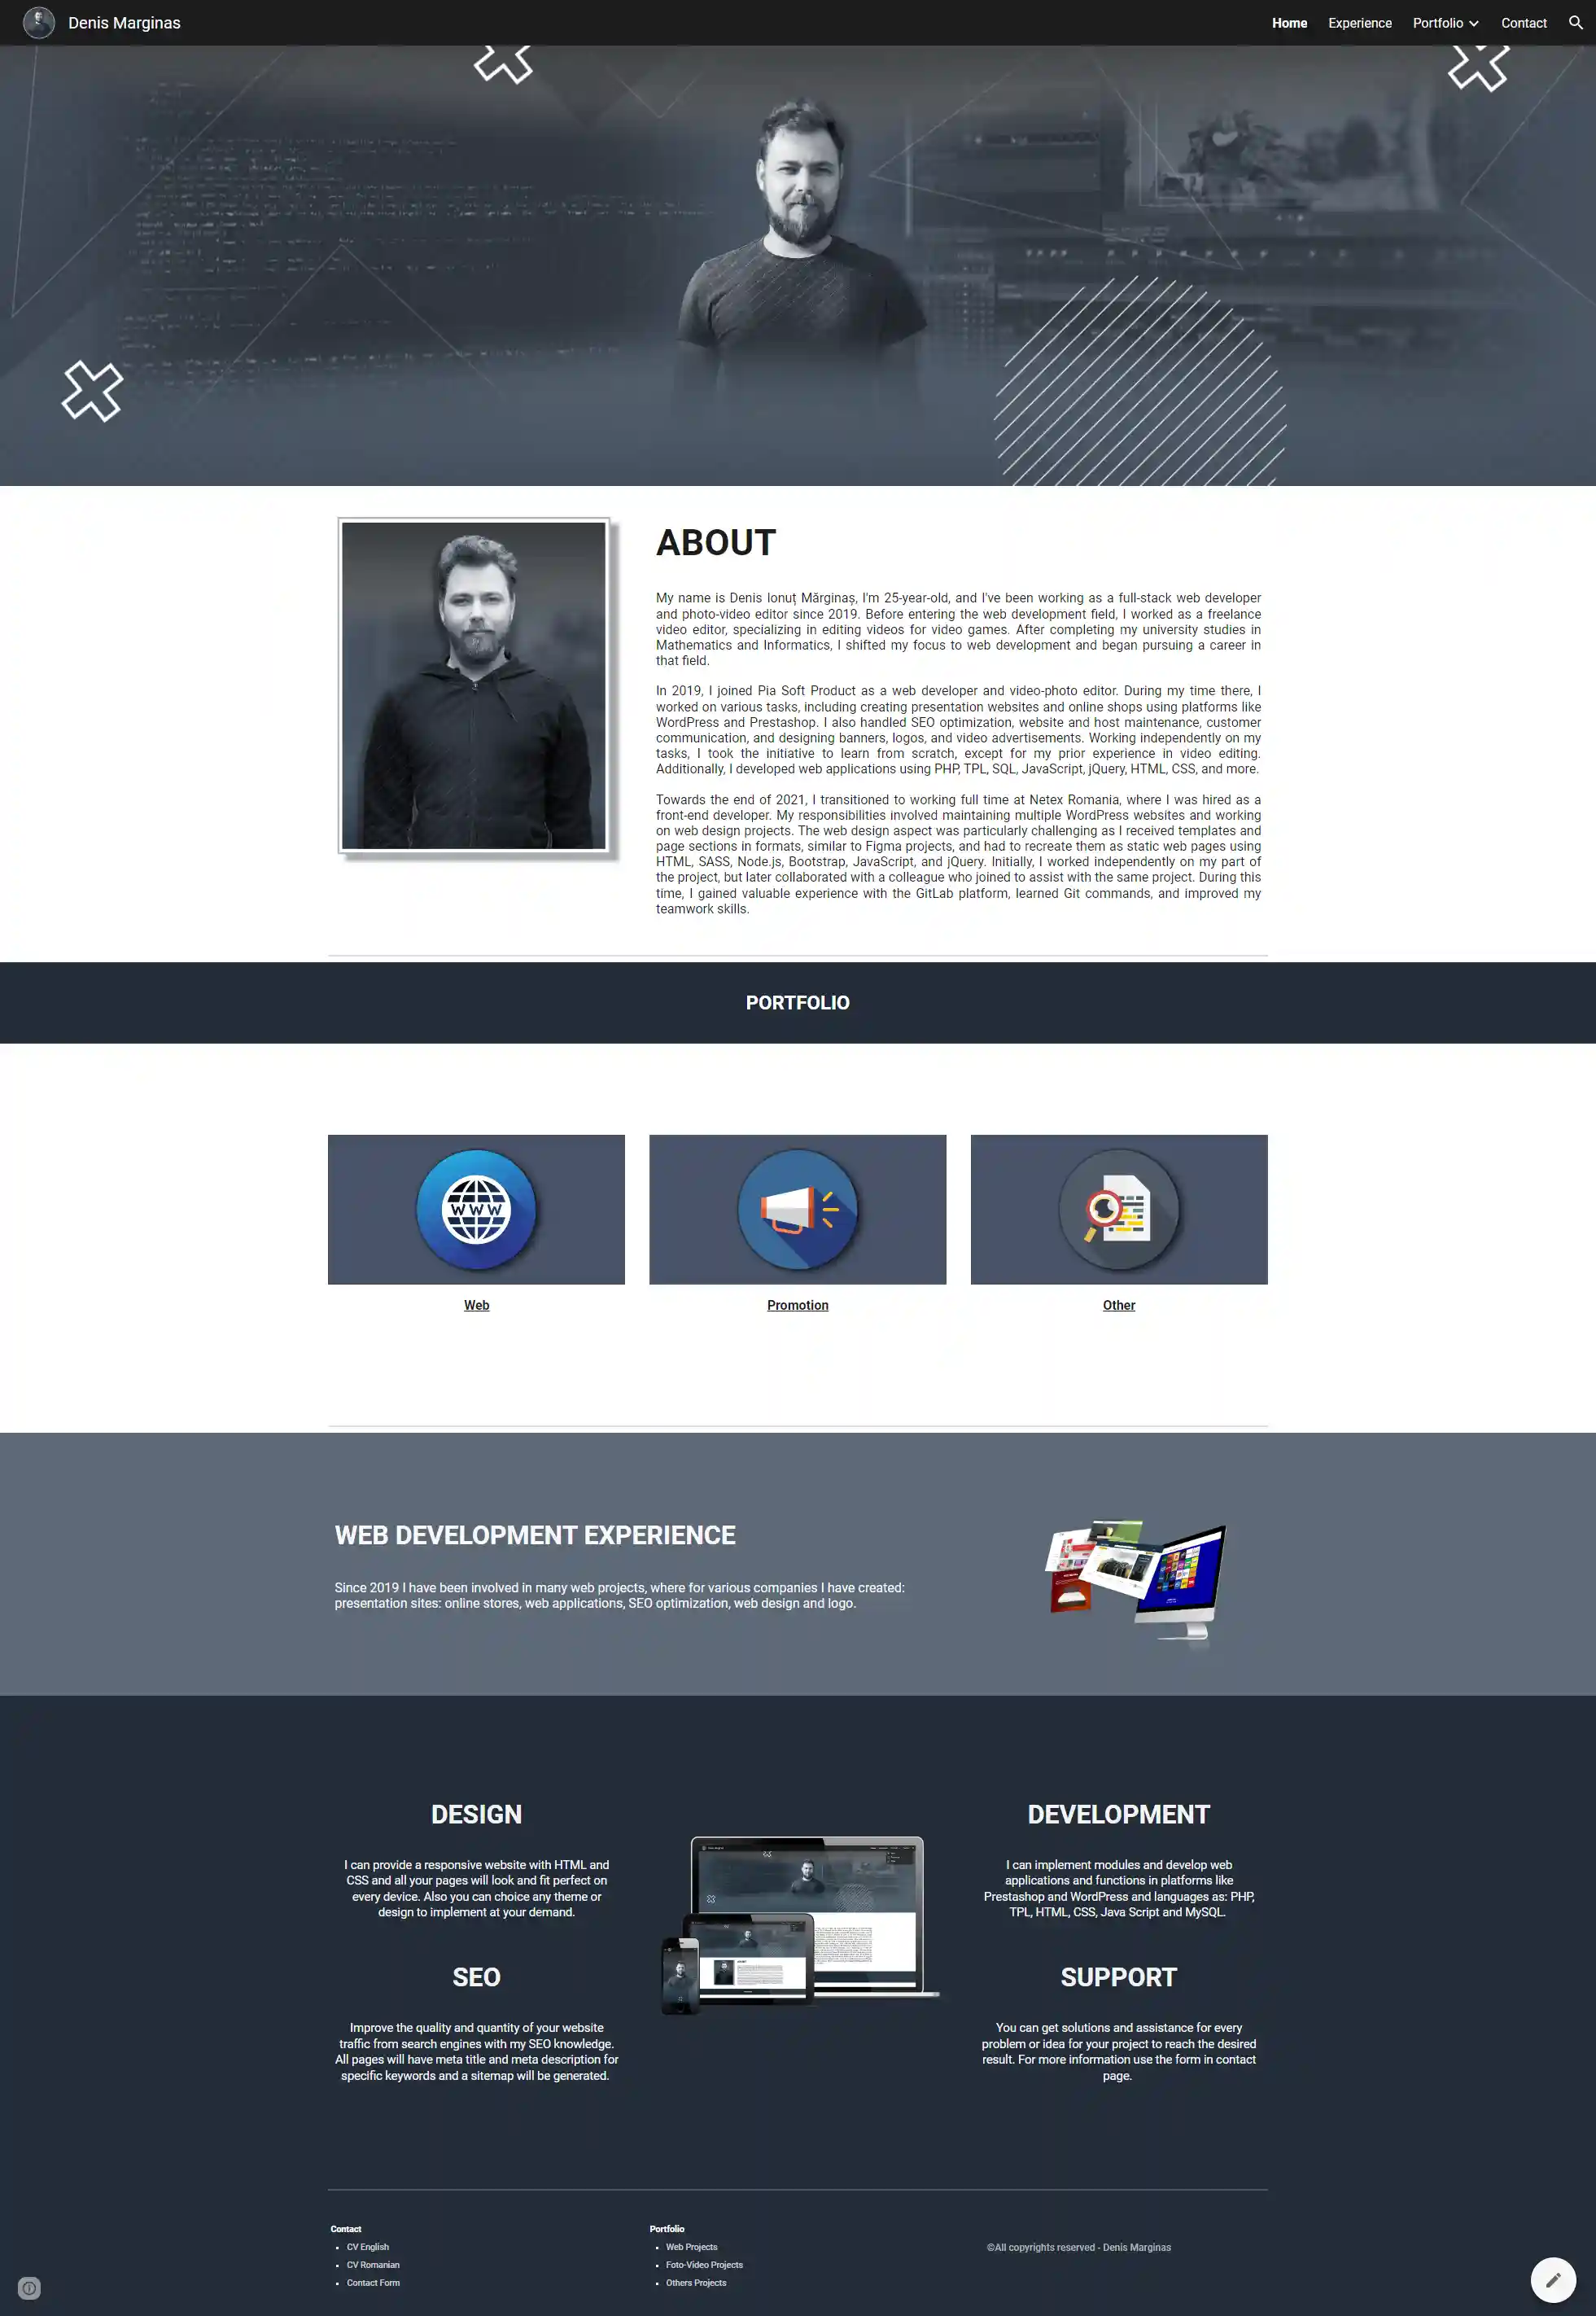 Denis Marginas
Home Experience Portfolio Contact
ABOUT
My name is Denis Ionuț Mărginaș, I'm 25-year-old, and I've been working as a full-stack web developer
and photo-video editor since 2019. Before entering the web development field, I worked as a freelance
video editor, specializing in editing videos for video games. After completing my university studies in
Mathematics and Informatics, I shifted my focus to web development and began pursuing a career in
that field.
In 2019, I joined Pia Soft Product as a web developer and video-photo editor. During my time there, I
worked on various tasks, including creating presentation websites and online shops using platforms like
WordPress and Prestashop. I also handled SEO optimization, website and host maintenance, customer
communication, and designing banners, logos, and video advertisements. Working independently on my
tasks, I took the initiative to learn from scratch, except for my prior experience in video editing.
Additionally, I developed web applications using PHP, TPL, SQL, JavaScript, jQuery, HTML, CSS, and more.
Towards the end of 2021, I transitioned to working full time at Netex Romania, where I was hired as a
front-end developer. My responsibilities involved maintaining multiple WordPress websites and working
on web design projects. The web design aspect was particularly challenging as I received templates and
page sections in formats, similar to Figma projects, and had to recreate them as static web pages using
HTML, SASS, Node.js, Bootstrap, JavaScript, and jQuery. Initially, I worked independently on my part of
the project, but later collaborated with a colleague who joined to assist with the same project. During this
time, I gained valuable experience with the GitLab platform, learned Git commands, and improved my
teamwork skills.
PORTFOLIO
WWW
Web
Promotion
Other
WEB DEVELOPMENT EXPERIENCE
Since 2019 I have been involved in many web projects, where for various companies I have created:
presentation sites: online stores, web applications, SEO optimization, web design and logo.
DESIGN
I can provide a responsive website with HTML and
CSS and all your pages will look and fit perfect on
every device. Also you can choice any theme or
design to implement at your demand.
SEO
Improve the quality and quantity of your website
traffic from search engines with my SEO knowledge.
All pages will have meta title and meta description for
specific keywords and a sitemap will be generated.
DEVELOPMENT
I can implement modules and develop web
applications and functions in platforms like
Prestashop and WordPress and languages as: PHP,
TPL, HTML, CSS, Java Script and MySQL.
SUPPORT
You can get solutions and assistance for every
problem or idea for your project to reach the desired
result. For more information use the form in contact
page.
Contact
CV English
CV Romanian
Contact Form
Portfolio
Web Projects
Foto-Video Projects
Others Projects
©All copyrights reserved - Denis Marginas